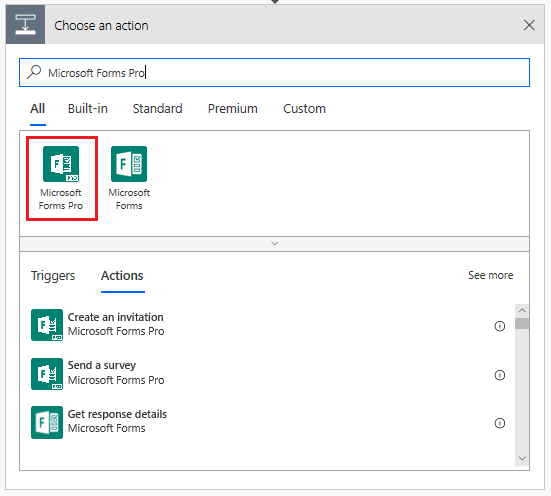 Choose an action
Microsoft Forms Pro
All Built-in Standard Premium Custom
Microsoft
Forms Pro
Microsoft
Forms
Triggers Actions See more
Create an invitation
Microsoft Forms Pro
Send a survey
Microsoft Forms Pro
Get response details
Microsoft Forms